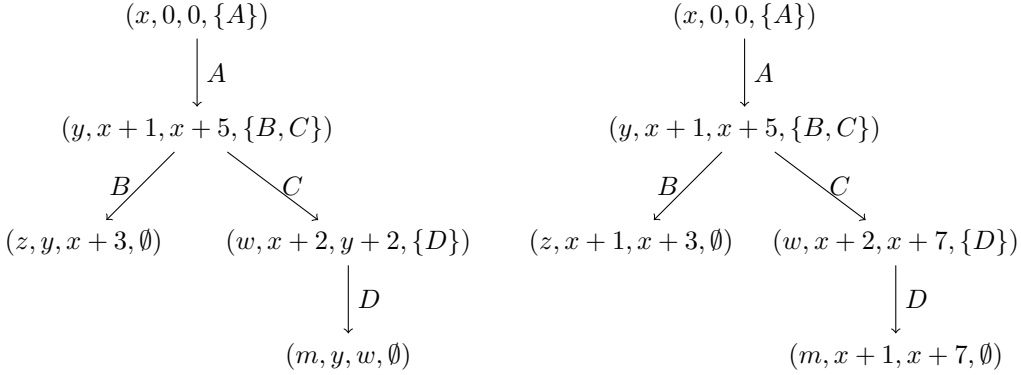 (x, 0, 0, {A}) (x, 0, 0, {A})
A A
(y, x + 1, x + 5, {B, C}) (y, x + 1, x + 5, {B, C})
B C B C
(z, y, x + 3, ∅) (w, x + 2, y + 2, {D}) (z, x + 1, x + 3, ∅) (w, x + 2, x + 7, {D})
D D
(m, y, w, ∅) (m, x + 1, x + 7, ∅)